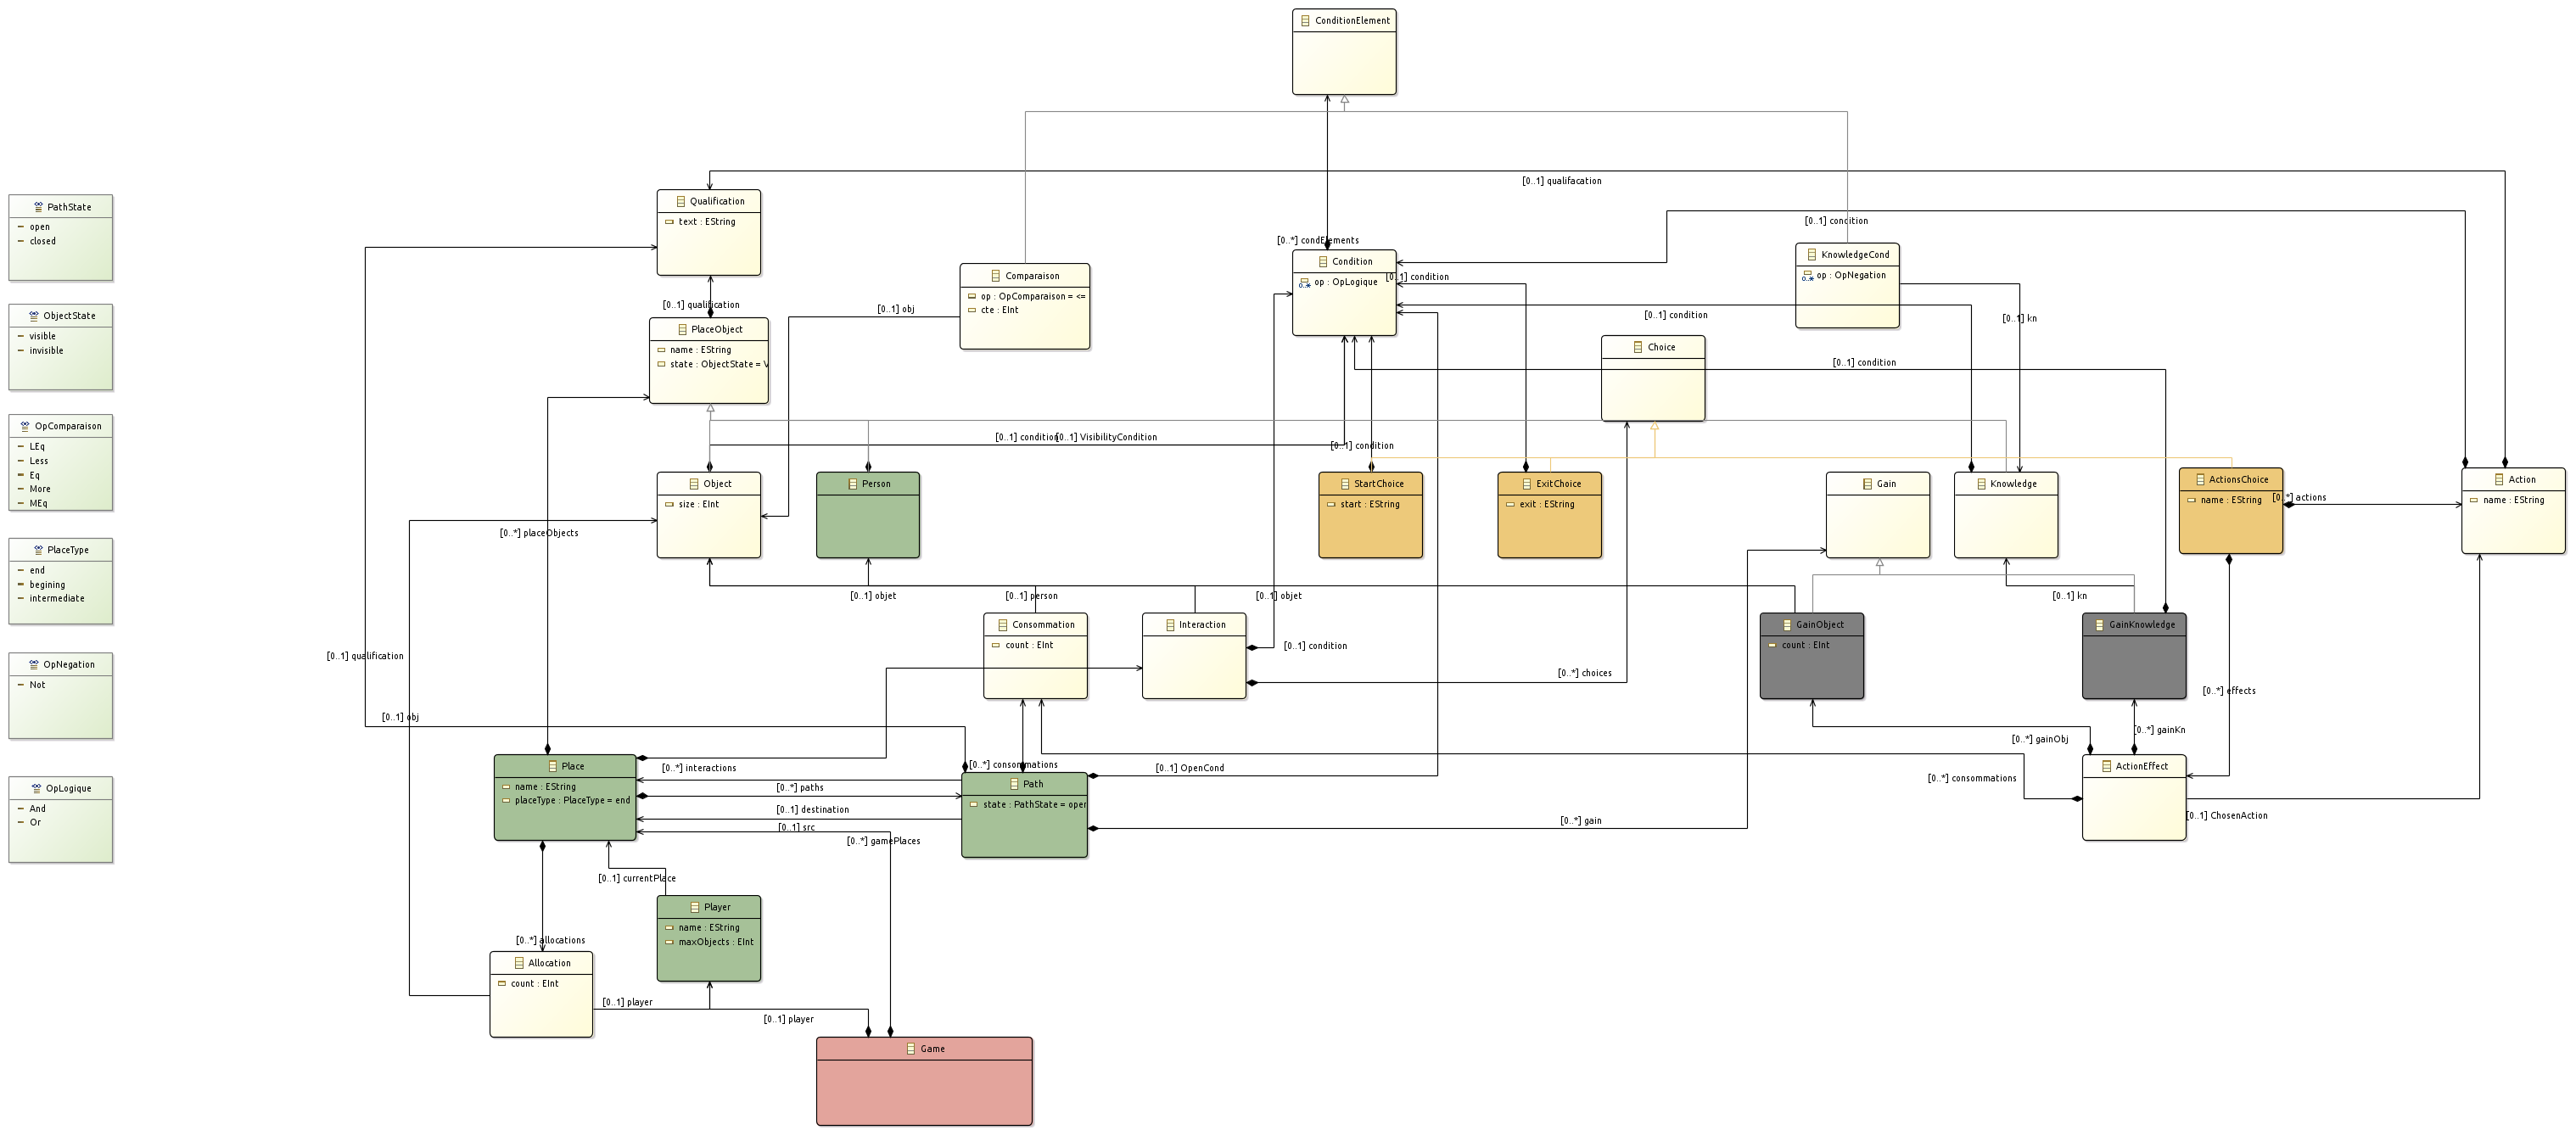 ConditionElement
[0..1] qualifacation
PathState
open
closed
Qualification
text : EString
[0..1] condition
[0..*] condElements
Condition
op : OpLogique
[0..1] condition
KnowledgeCond
op : OpNegation
Comparaison
op : OpComparaison = <=
cte : EInt
[0..1] qualification
[0..1] obj
[0..1] condition
[0..1] kn
ObjectState
visible
invisible
PlaceObject
name : EString
state : ObjectState = V
Choice
[0..1] condition
OpComparaison
LEq
Less
Eq
More
MEq
[0..1] condition
[0..1] VisibilityCondition
[0..1] condition
Object
size : EInt
Person
StartChoice
start : EString
ExitChoice
exit : EString
Gain
Knowledge
ActionsChoice
name : EString
[0..*] actions
Action
name : EString
[0..*] placeObjects
PlaceType
end
begining
intermediate
[0..1] objet
[0..1] person
[0..1] objet
[0..1] kn
Consommation
count : EInt
Interaction
[0..1] condition
GainObject
count : EInt
GainKnowledge
[0..1] qualification
OpNegation
Not
[0..*] choices
[0..*] effects
[0..1] obj
[0..*] gainObj
[0..*] gainKn
Place
name : EString
placeType : PlaceType = end
[0..*] interactions
[0..*] consommations
[0..1] OpenCond
[0..*] consommations
ActionEffect
Path
state : PathState = open
[0..*] paths
[0..1] destination
[0..1] src
[0..*] gamePlaces
[0..*] gain
[0..1] ChosenAction
OpLogique
And
Or
[0..1] currentPlace
Player
name : EString
maxObjects : EInt
[0..*] allocations
Allocation
count : EInt
[0..1] player
[0..1] player
Game